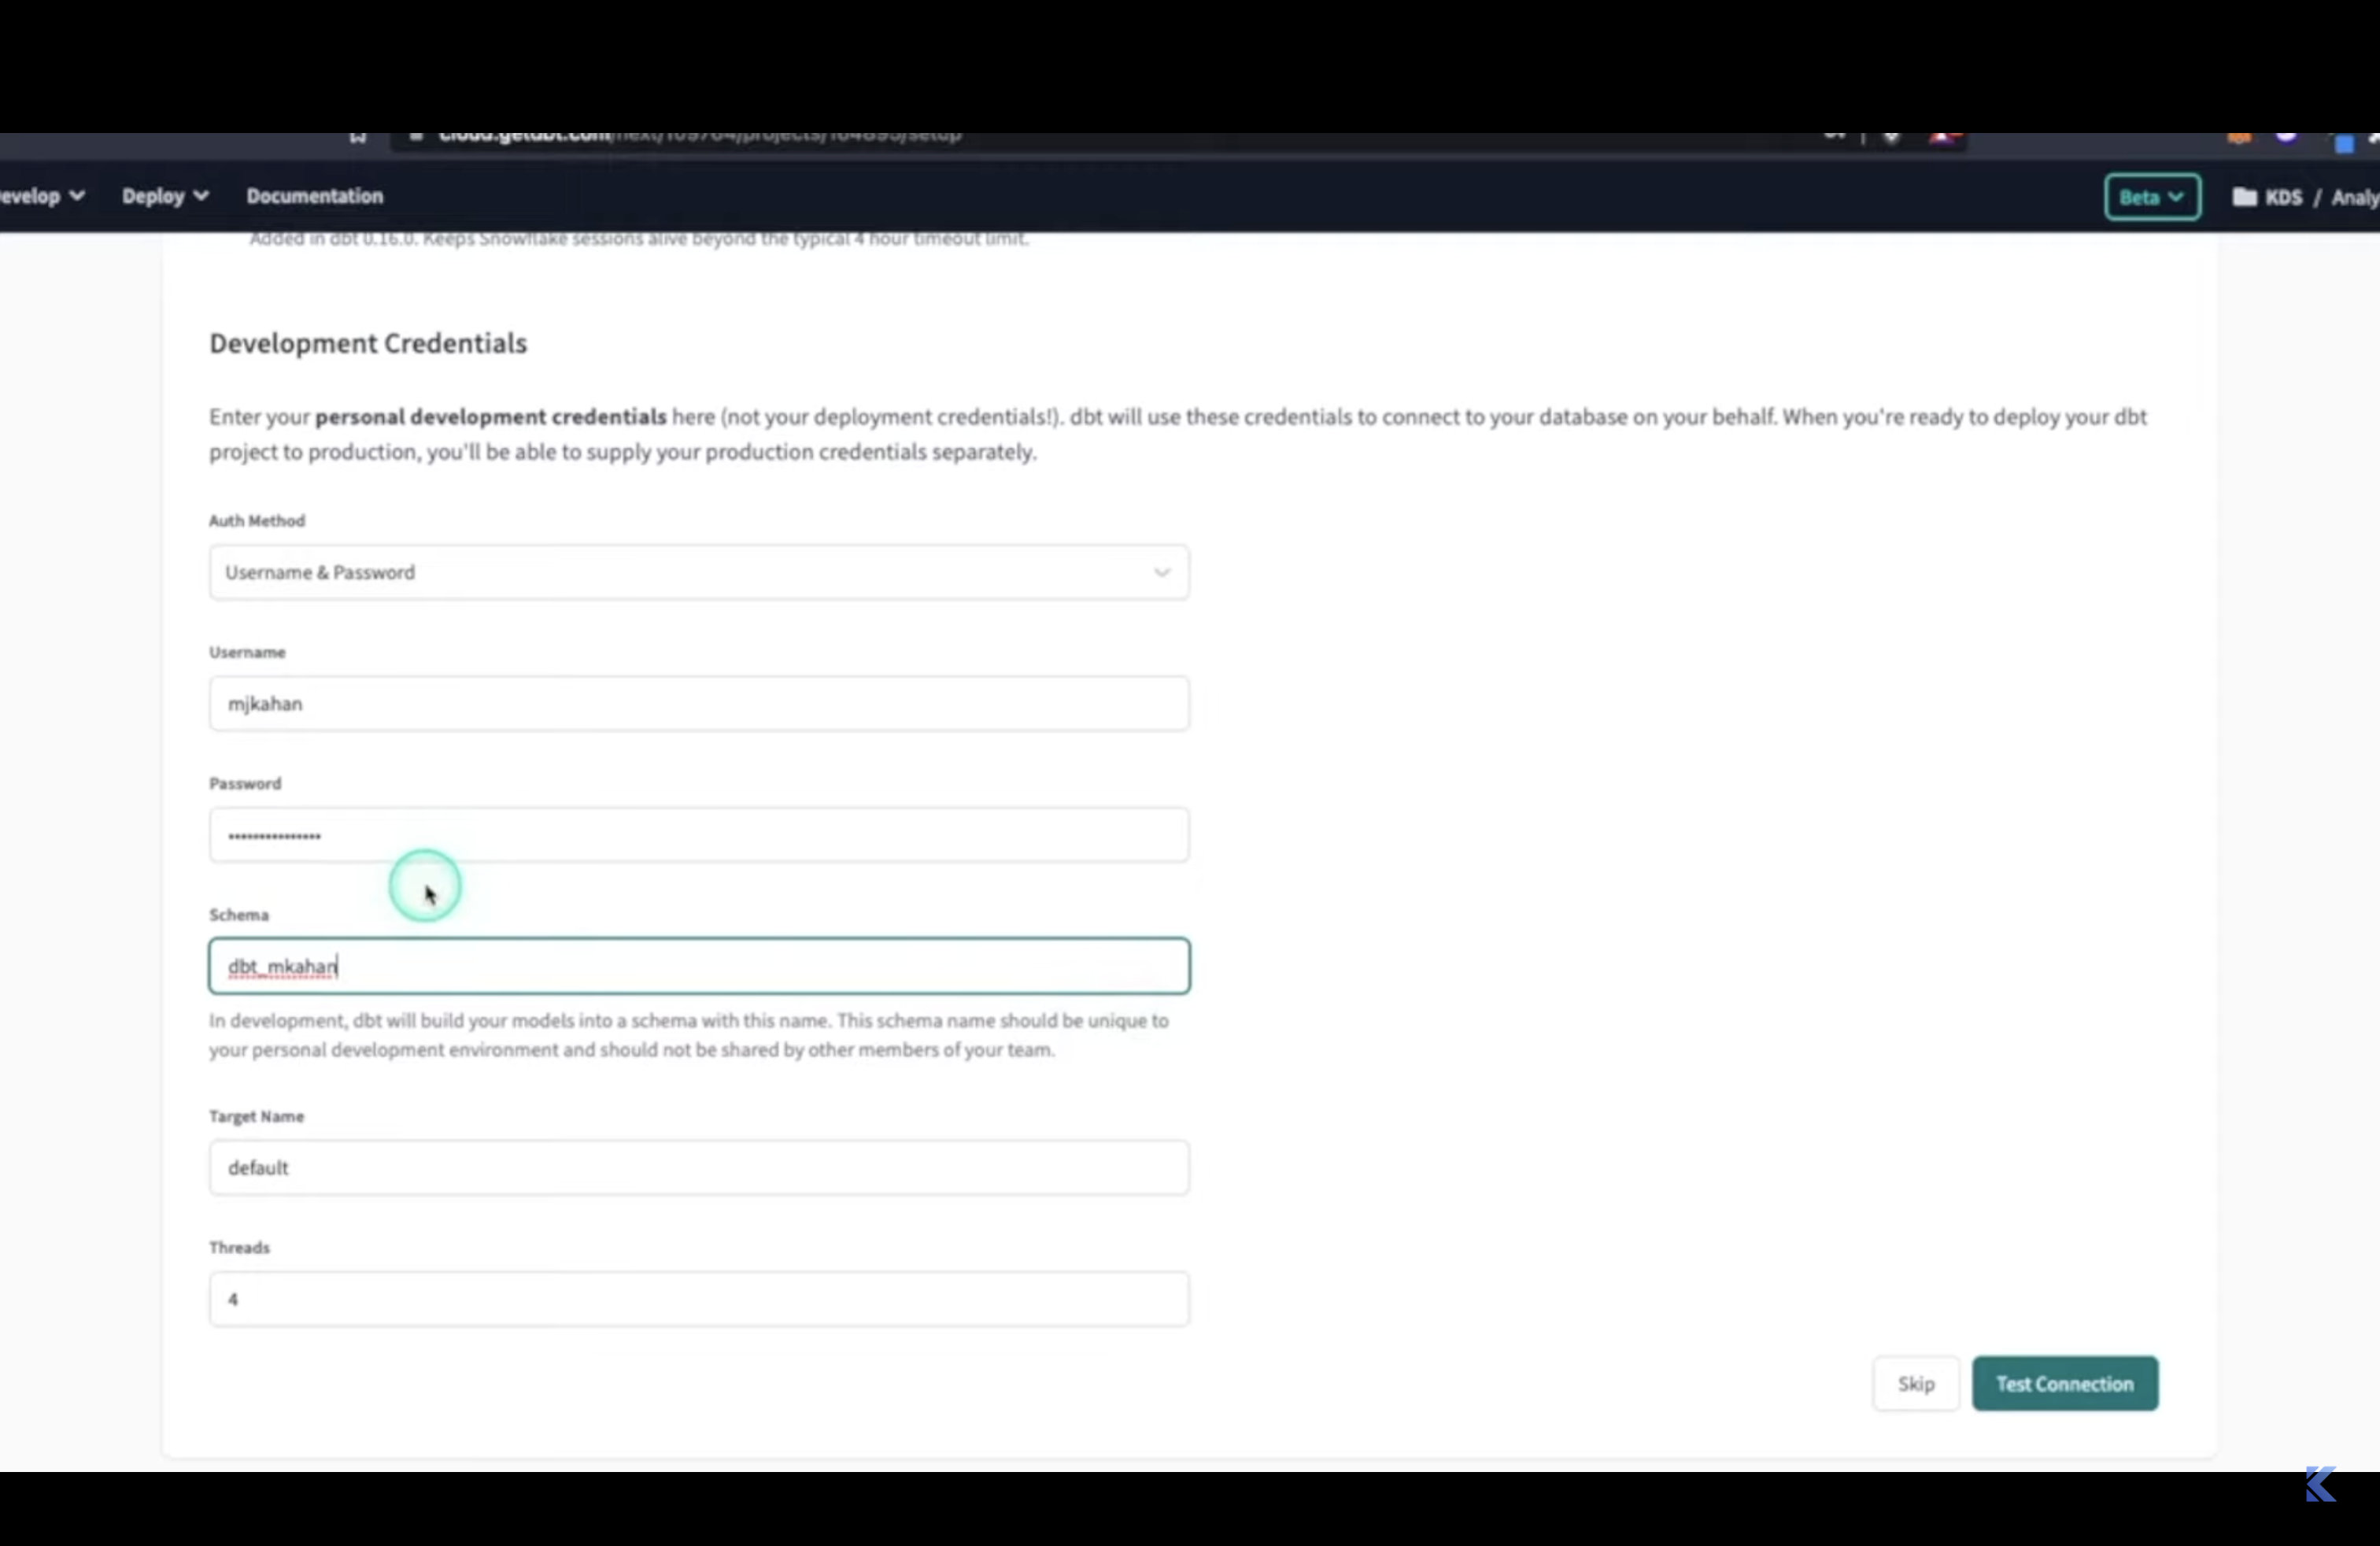 cloud.getdbt.com/next/109764/projects/164895/setup
evelop
Deploy
Documentation
Beta
KDS / Analy
Added in dbt 0.16.0. Keeps Snowflake sessions alive beyond the typical 4 hour timeout limit.
Development Credentials
Enter your personal development credentials here (not your deployment credentials!). dbt will use these credentials to connect to your database on your behalf. When you're ready to deploy your dbt
project to production, you'll be able to supply your production credentials separately.
Auth Method
Username & Password
Username
mjkahan
Password
•••••••••••••••
Schema
dbt_mkahan
In development, dbt will build your models into a schema with this name. This schema name should be unique to
your personal development environment and should not be shared by other members of your team.
Target Name
default
Threads
4
Skip
Test Connection